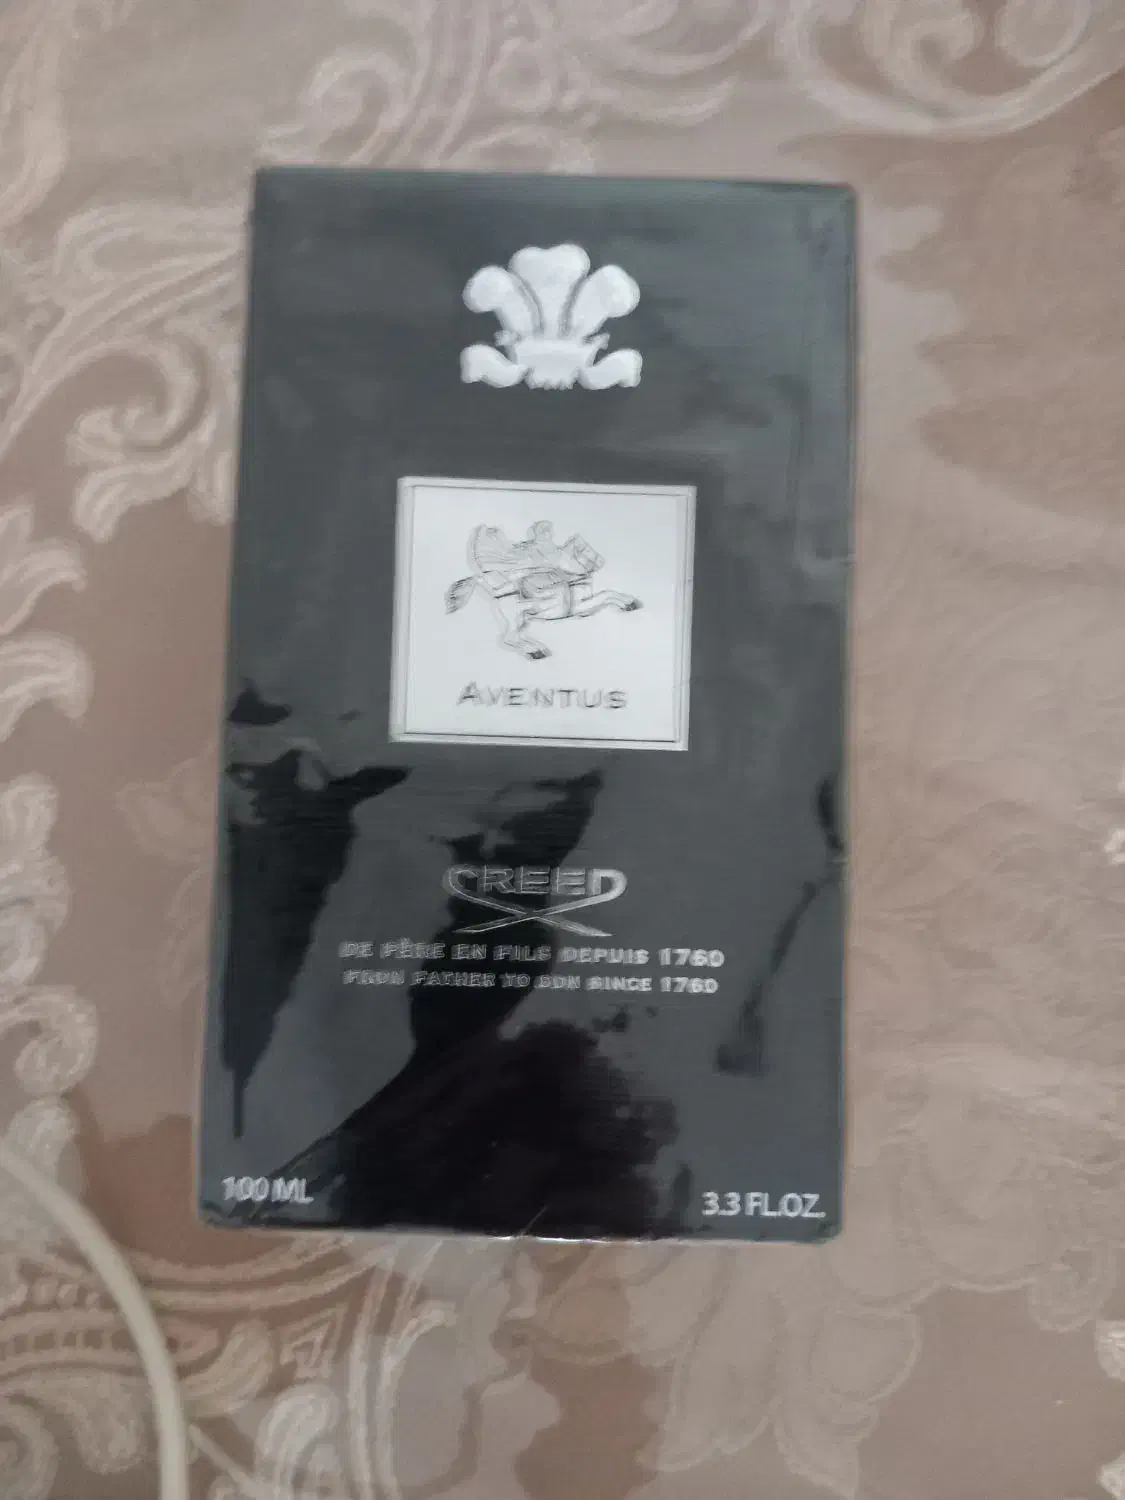 AVENTUS
CREED
DE PÈRE EN FILS DEPUIS 1760
FROM FATHER TO SON SINCE 1760
100 ML
3.3 FL.OZ.